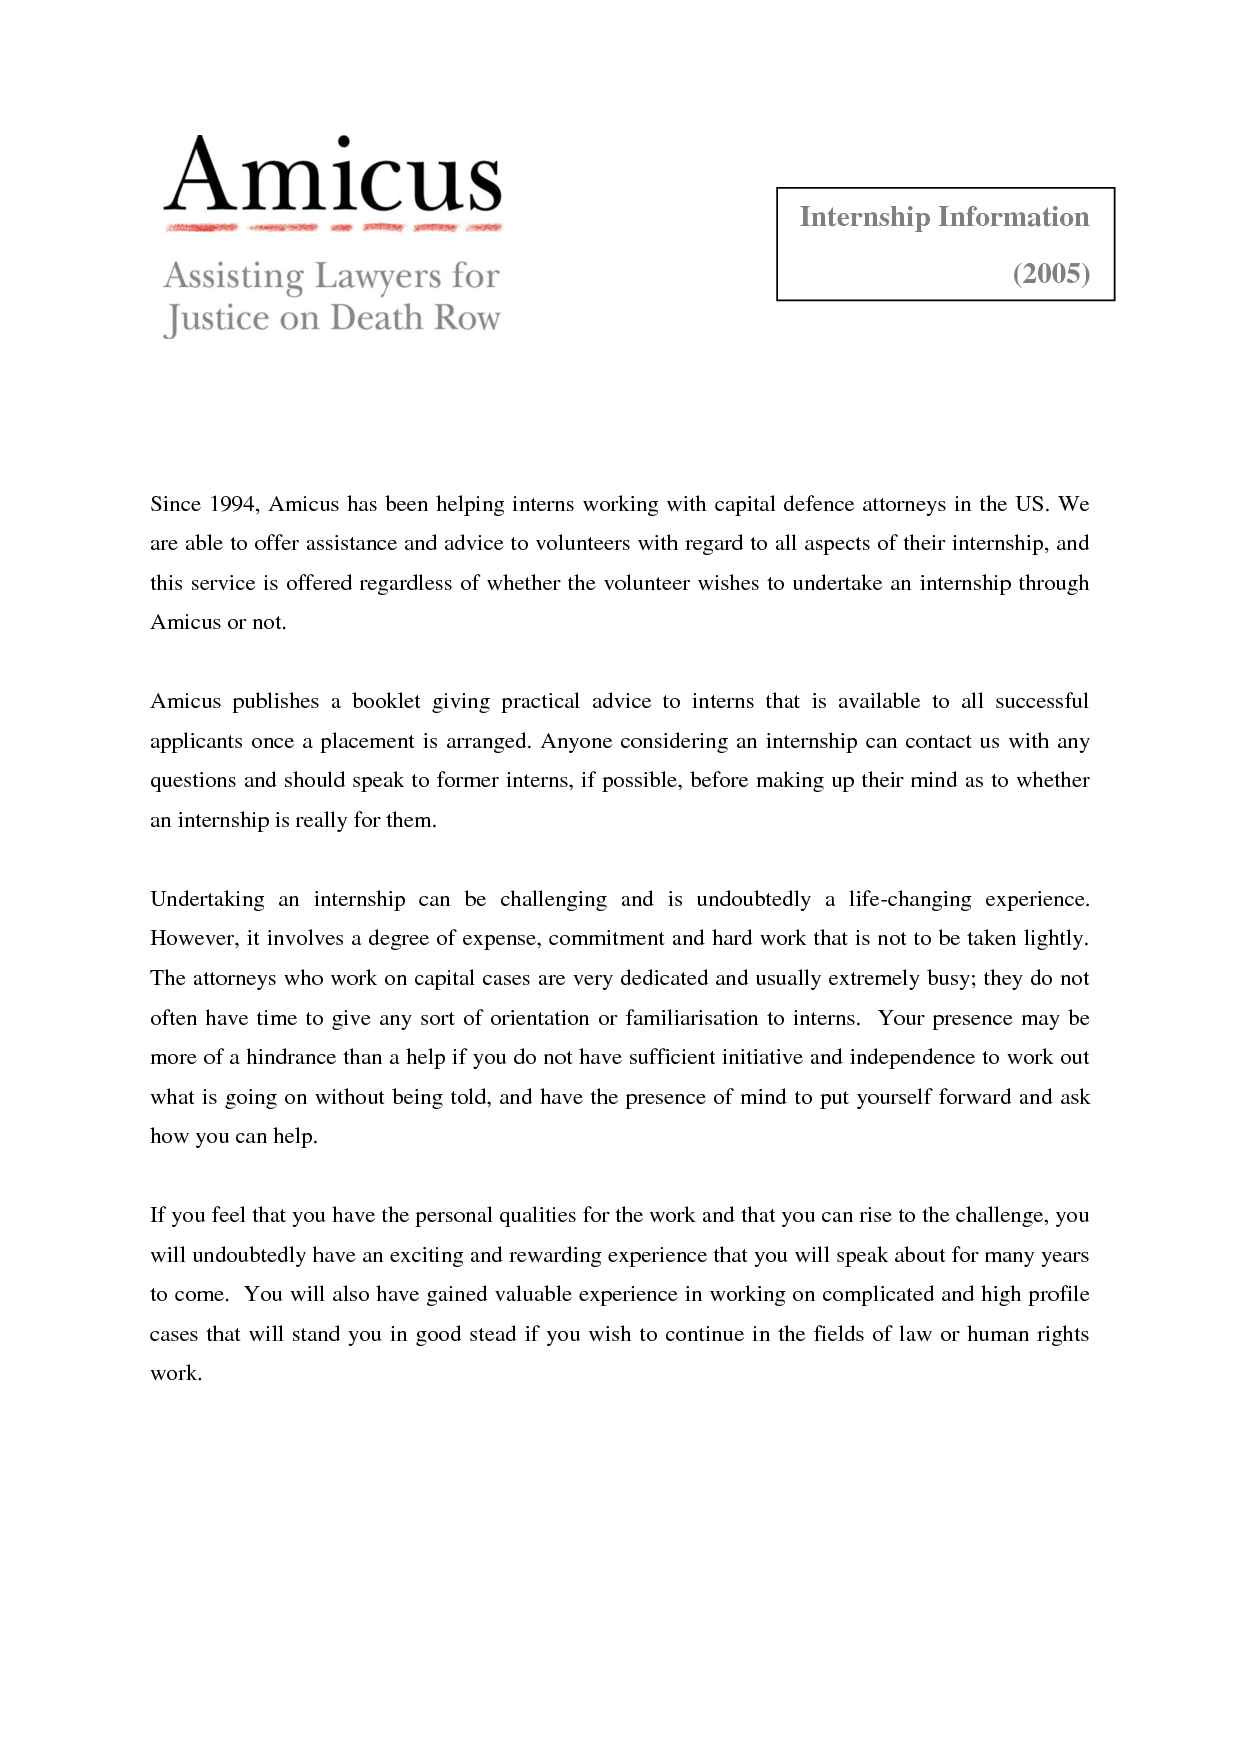 Amicus
Assisting Lawyers for
Justice on Death Row
Internship Information
(2005)
Since 1994, Amicus has been helping interns working with capital defence attorneys in the US. We
are able to offer assistance and advice to volunteers with regard to all aspects of their internship, and
this service is offered regardless of whether the volunteer wishes to undertake an internship through
Amicus or not.
Amicus publishes a booklet giving practical advice to interns that is available to all successful
applicants once a placement is arranged. Anyone considering an internship can contact us with any
questions and should speak to former interns, if possible, before making up their mind as to whether
an internship is really for them.
Undertaking an internship can be challenging and is undoubtedly a life-changing experience.
However, it involves a degree of expense, commitment and hard work that is not to be taken lightly.
The attorneys who work on capital cases are very dedicated and usually extremely busy; they do not
often have time to give any sort of orientation or familiarisation to interns.  Your presence may be
more of a hindrance than a help if you do not have sufficient initiative and independence to work out
what is going on without being told, and have the presence of mind to put yourself forward and ask
how you can help.
If you feel that you have the personal qualities for the work and that you can rise to the challenge, you
will undoubtedly have an exciting and rewarding experience that you will speak about for many years
to come.  You will also have gained valuable experience in working on complicated and high profile
cases that will stand you in good stead if you wish to continue in the fields of law or human rights
work.